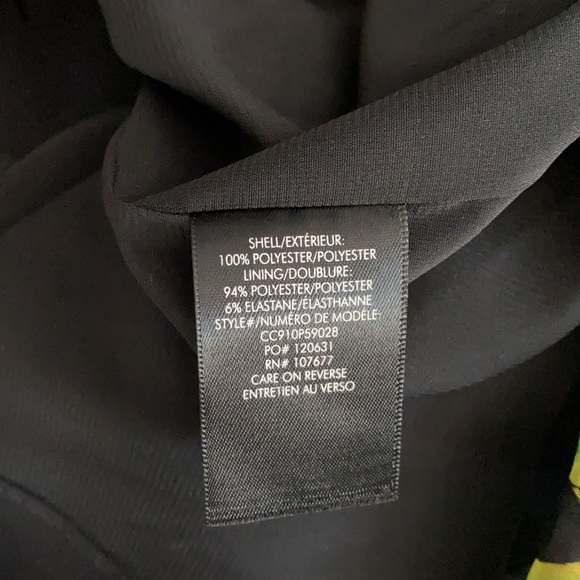 SHELL/EXTÉRIEUR:
100% POLYESTER/POLYESTER
LINING/DOUBLURE:
94% POLYESTER/POLYESTER
6% ELASTANE/ÉLASTHANNE
STYLE#/NUMÉRO DE MODÈLE:
CC910P59028
PO# 120631
RN# 107677
CARE ON REVERSE
ENTRETIEN AU VERSO